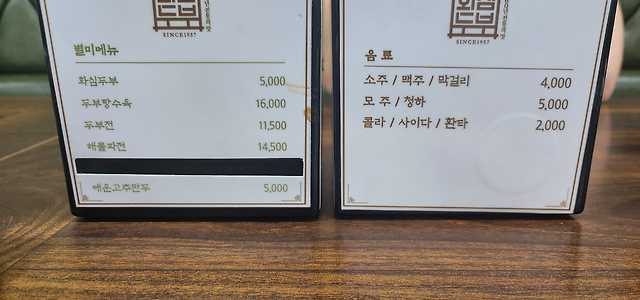 SINCE1957
별미메뉴
화심두부 5,000
두부탕수육 16,000
두부전 11,500
해물파전 14,500
매운고추만두 5,000
SINCE1957
음 료
소주 / 맥주 / 막걸리 4,000
모 주 / 청하 5,000
콜라 / 사이다 / 환타 2,000